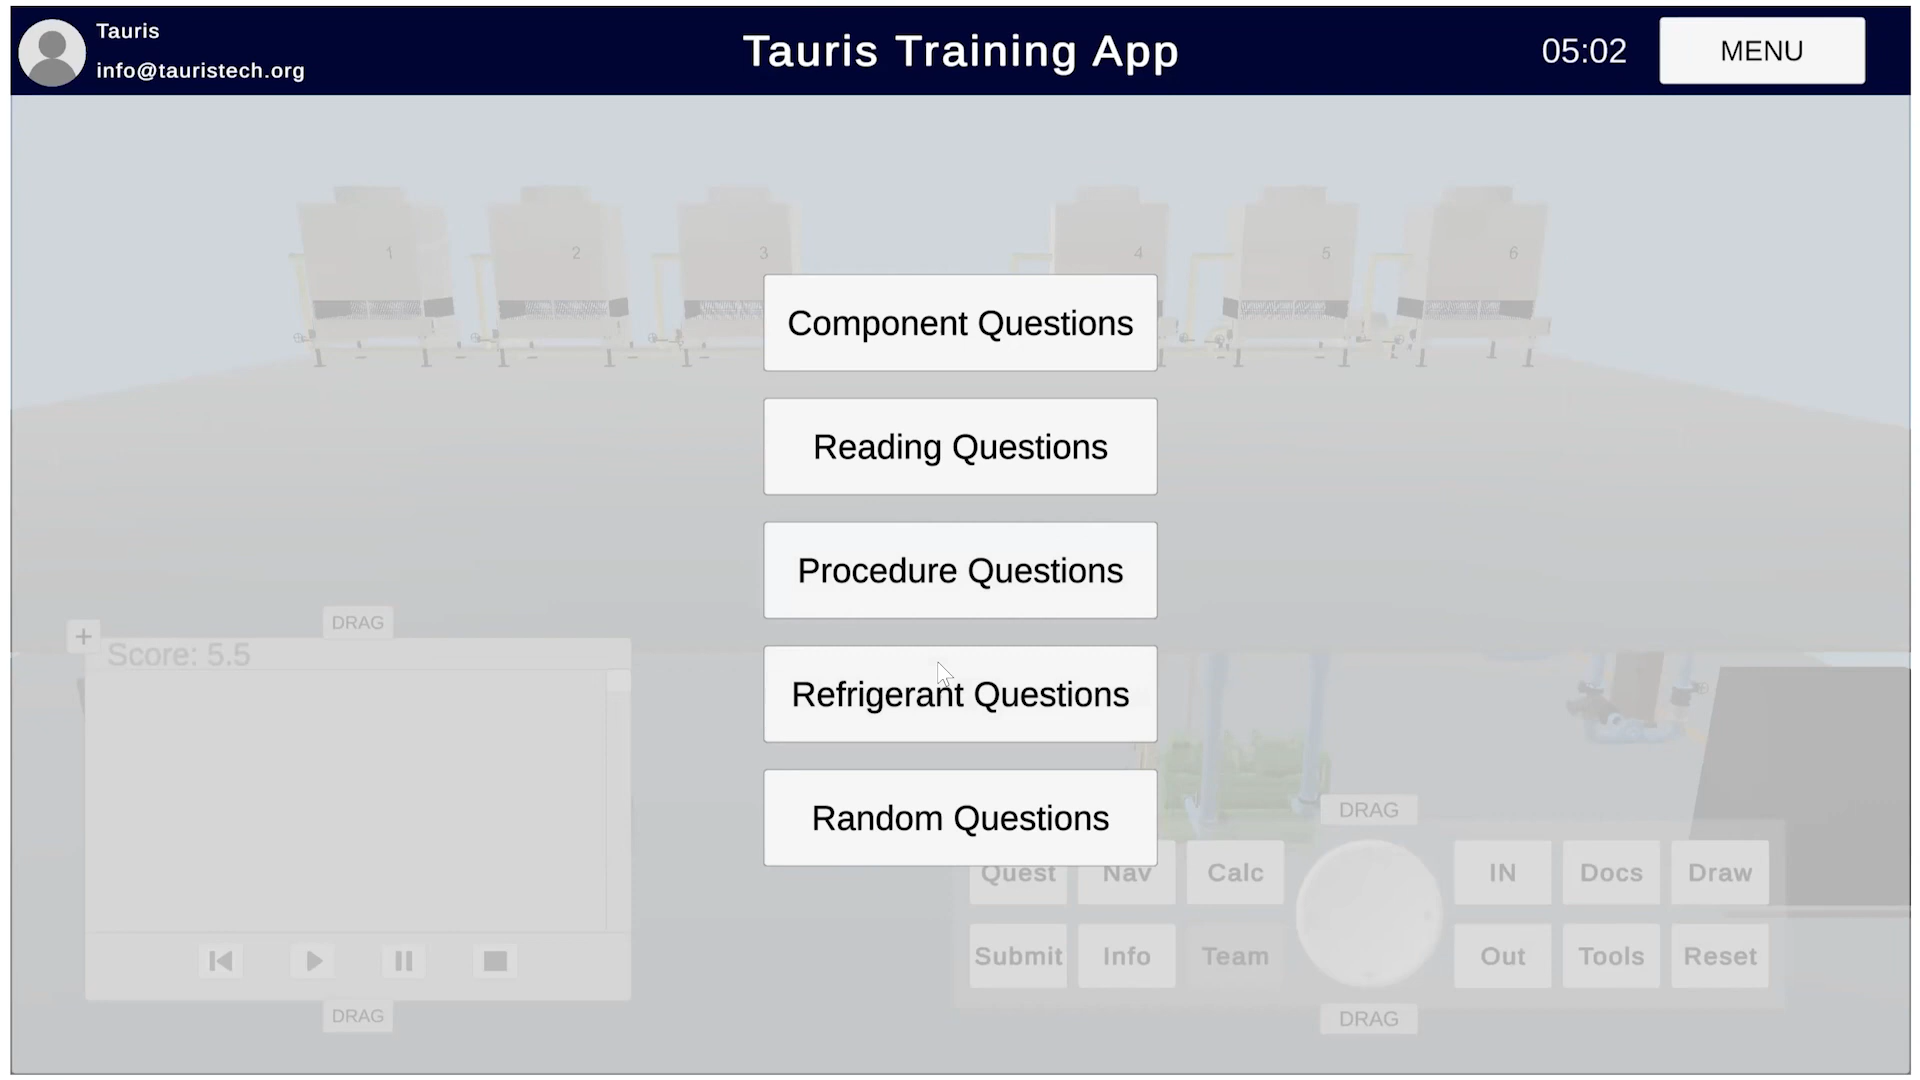 Tauris
info@tauristech.org
Tauris Training App
05:02
MENU
1
2
3
4
5
6
Component Questions
Reading Questions
Procedure Questions
Refrigerant Questions
Random Questions
DRAG
+
Score: 5.5
DRAG
DRAG
Quest
Nav
Calc
IN
Docs
Draw
Submit
Info
Team
Out
Tools
Reset
DRAG